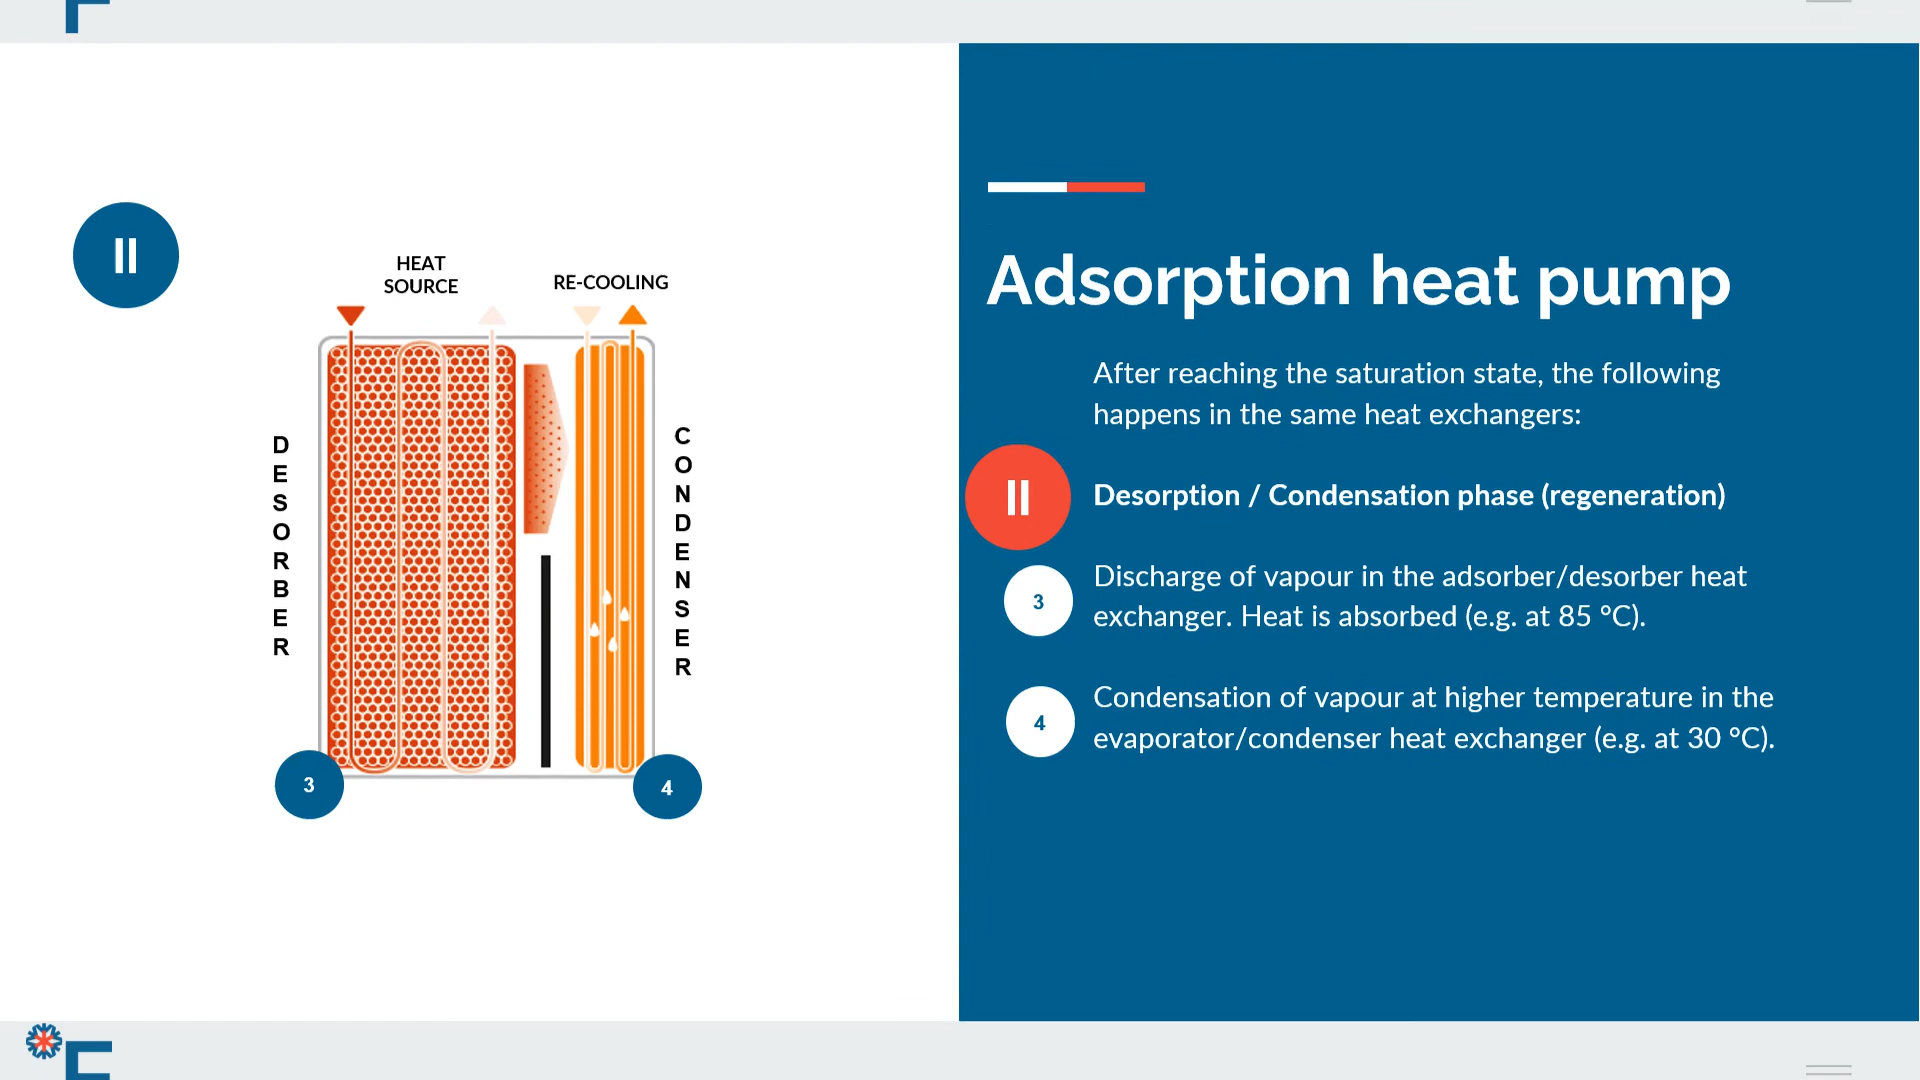 II
HEAT
SOURCE
RE-COOLING
DESORBER
CONDENSER
3
4
Adsorption heat pump
After reaching the saturation state, the following
happens in the same heat exchangers:
II
Desorption / Condensation phase (regeneration)
3
Discharge of vapour in the adsorber/desorber heat
exchanger. Heat is absorbed (e.g. at 85 °C).
4
Condensation of vapour at higher temperature in the
evaporator/condenser heat exchanger (e.g. at 30 °C).